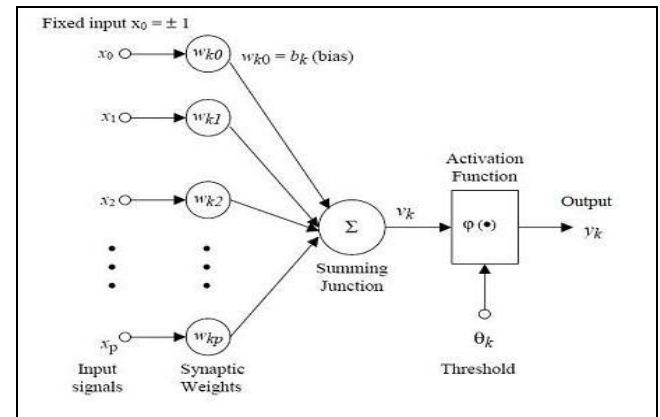 Fixed input x₀ = ± 1
x₀ wk0 wk0 = bk (bias)
x₁ wk1
Activation
Function
x₂ wk2
Σ
vk
φ (•)
Output
yk
Summing
Junction
xp wkp
θk
Input
signals
Synaptic
Weights
Threshold